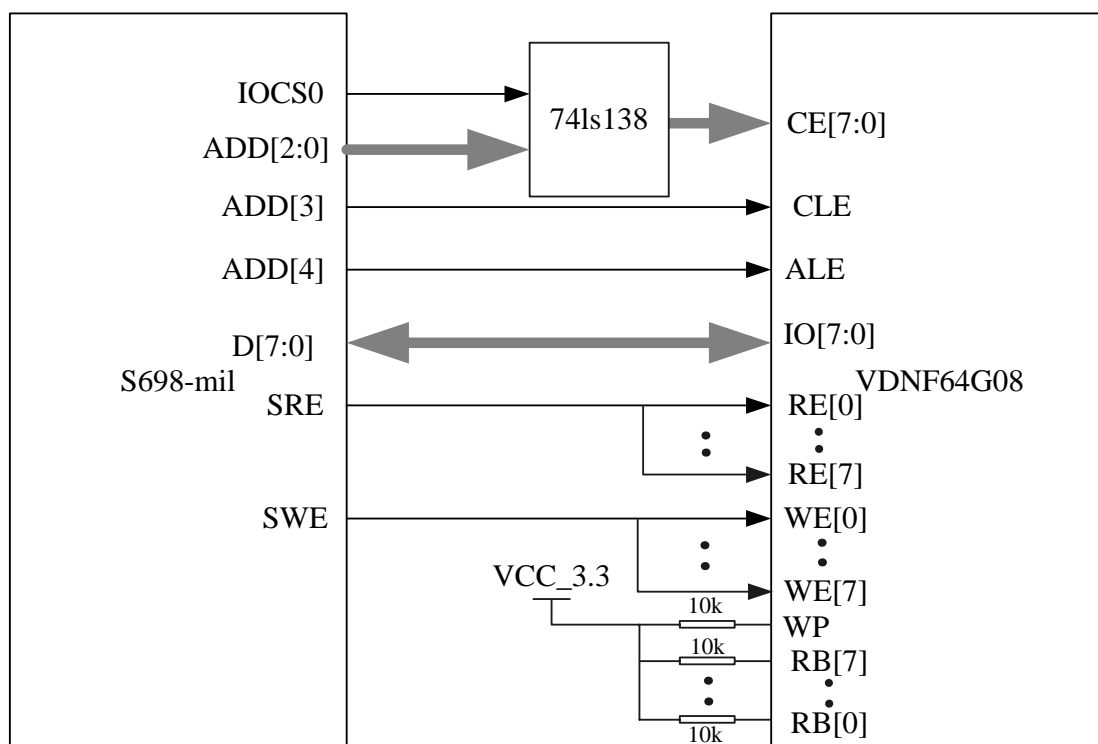 IOCS0
74ls138
ADD[2:0]
CE[7:0]
ADD[3]
CLE
ADD[4]
ALE
D[7:0]
IO[7:0]
S698-mil
VDNF64G08
SRE
RE[0]
RE[7]
SWE
WE[0]
VCC_3.3
WE[7]
10k
WP
10k
RB[7]
RB[0]
10k